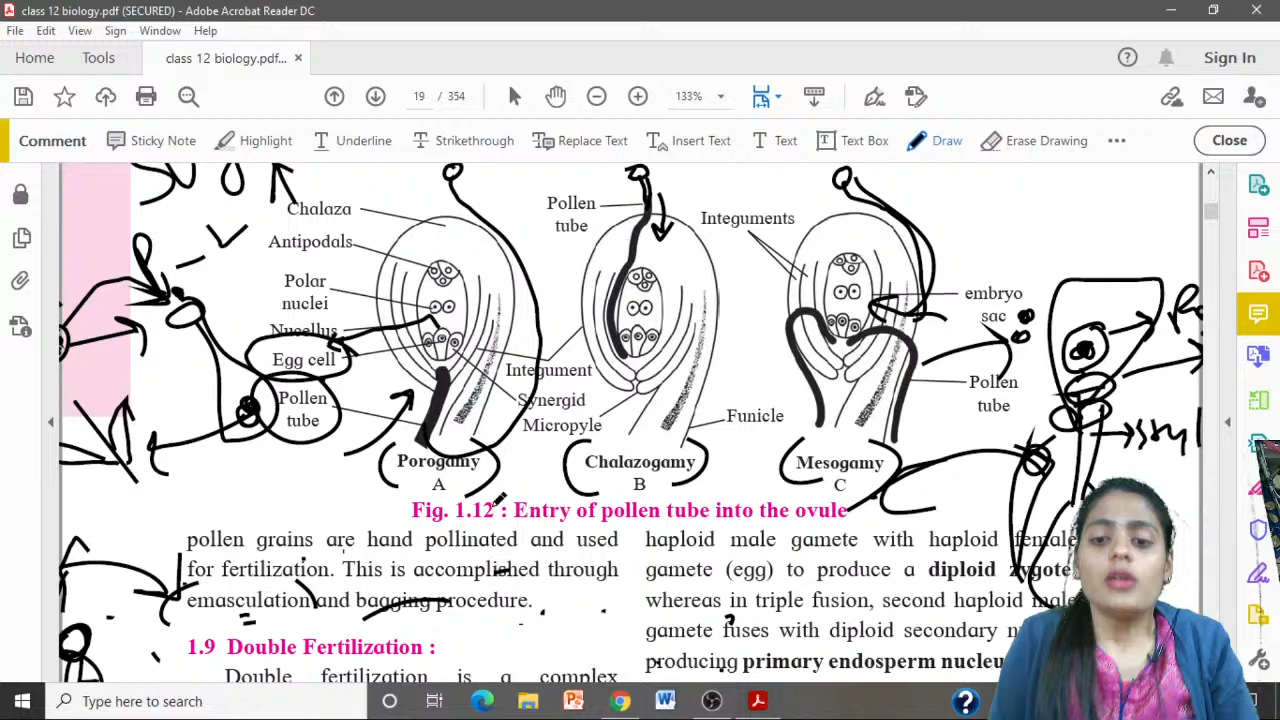 class 12 biology.pdf (SECURED) - Adobe Acrobat Reader DC
File Edit View Sign Window Help
Home Tools class 12 biology.pdf... × Sign In
19 / 354 133%
Comment Sticky Note Highlight Underline Strikethrough Replace Text Insert Text Text Text Box Draw Erase Drawing Close
Chalaza
Antipodals
Polar
nuclei
Nucellus
Egg cell
Pollen
tube
Pollen
tube
Integument
Synergid
Micropyle
Integuments
Funicle
embryo
sac
Pollen
tube
Porogamy
A
Chalazogamy
B
Mesogamy
C
Fig. 1.12 : Entry of pollen tube into the ovule
pollen grains are hand pollinated and used
for fertilization. This is accomplished through
emasculation and bagging procedure.
1.9 Double Fertilization :
Double fertilization is a complex
haploid male gamete with haploid female
gamete (egg) to produce a diploid zygote,
whereas in triple fusion, second haploid male
gamete fuses with diploid secondary
producing primary endosperm nucleu
Type here to search